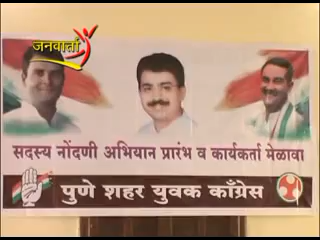 जनवार्ता
सदस्य नोंदणी अभियान प्रारंभ व कार्यकर्ता मेळावा
पुणे शहर युवक काँग्रेस